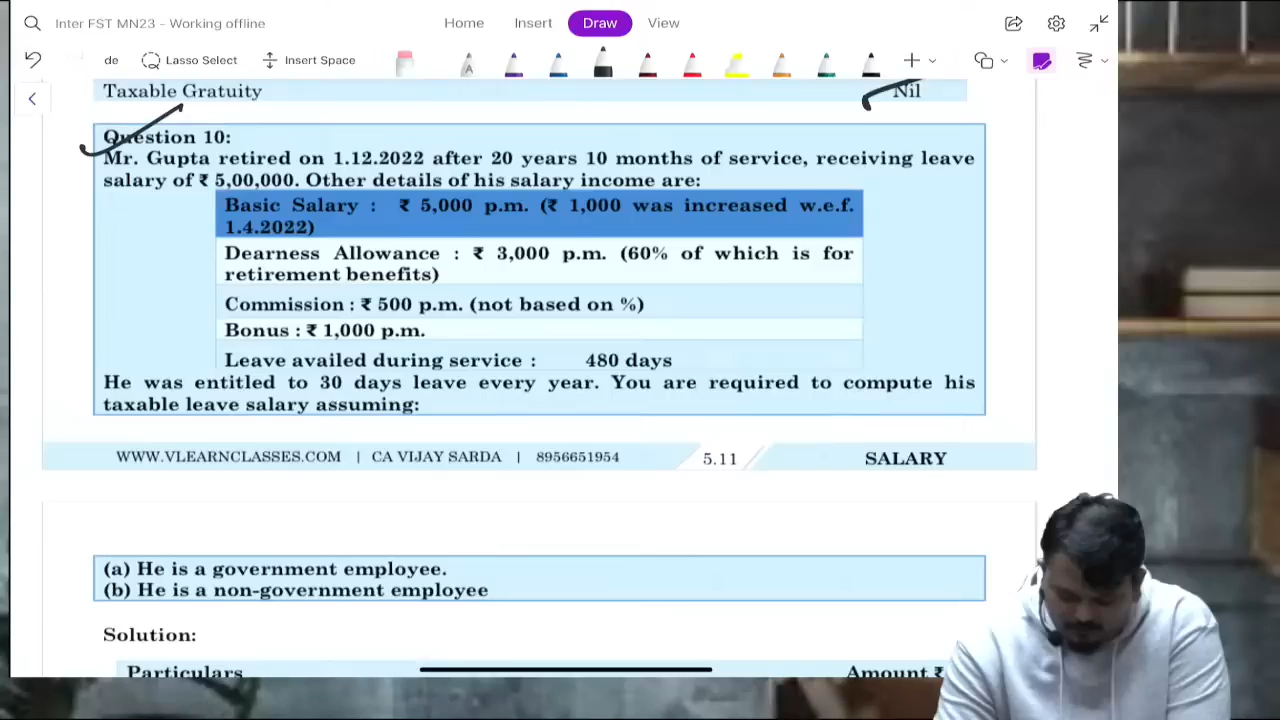 Inter FST MN23 – Working offline
Home Insert Draw View
de Lasso Select Insert Space
Taxable Gratuity Nil
Question 10:
Mr. Gupta retired on 1.12.2022 after 20 years 10 months of service, receiving leave
salary of ₹ 5,00,000. Other details of his salary income are:
Basic Salary : ₹ 5,000 p.m. (₹ 1,000 was increased w.e.f.
1.4.2022)
Dearness Allowance : ₹ 3,000 p.m. (60% of which is for
retirement benefits)
Commission : ₹ 500 p.m. (not based on %)
Bonus : ₹ 1,000 p.m.
Leave availed during service : 480 days
He was entitled to 30 days leave every year. You are required to compute his
taxable leave salary assuming:
WWW.VLEARNCLASSES.COM | CA VIJAY SARDA | 8956651954 5.11 SALARY
(a) He is a government employee.
(b) He is a non-government employee
Solution:
Particulars Amount ₹